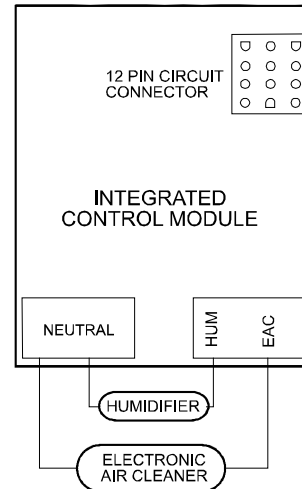 12 PIN CIRCUIT
CONNECTOR
INTEGRATED
CONTROL MODULE
NEUTRAL
HUM
EAC
HUMIDIFIER
ELECTRONIC
AIR CLEANER